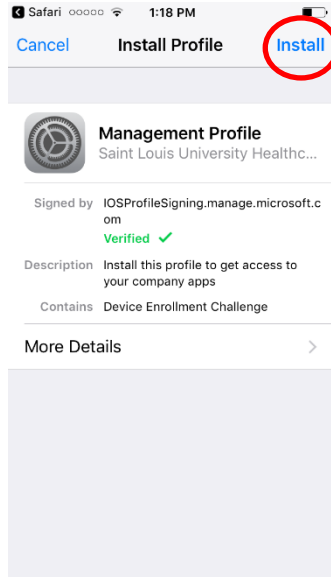 Safari 1:18 PM
Cancel Install Profile Install
Management Profile
Saint Louis University Healthc...
Signed by IOSProfileSigning.manage.microsoft.c
om
Verified ✓
Description Install this profile to get access to
your company apps
Contains Device Enrollment Challenge
More Details